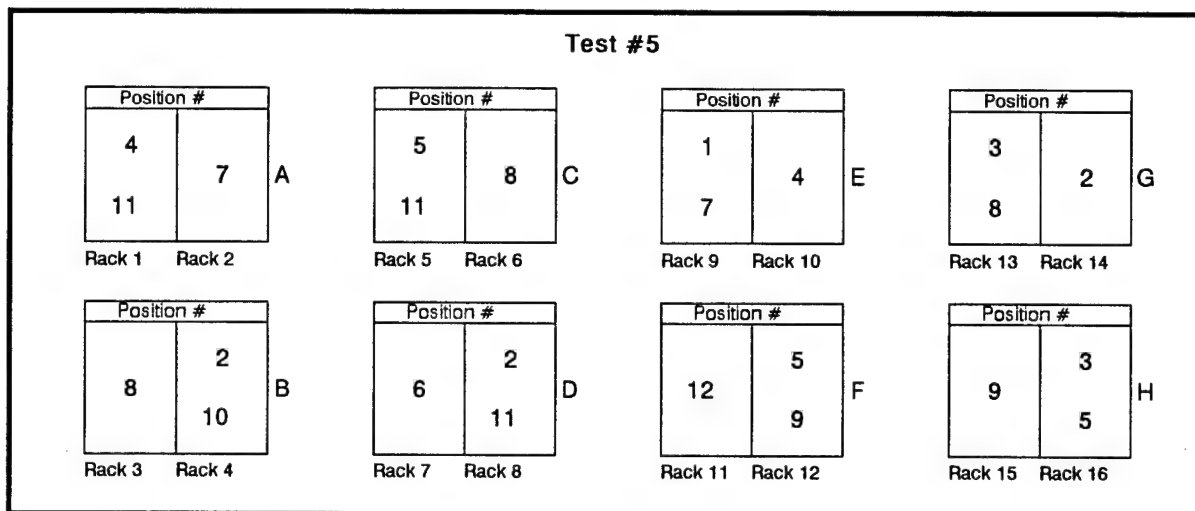 Test #5
Position # Position # Position # Position #
4 5 1 3
7 A 8 C 4 E 2 G
11 11 7 8
Rack 1 Rack 2 Rack 5 Rack 6 Rack 9 Rack 10 Rack 13 Rack 14
Position # Position # Position # Position #
2 2 5 3
8 B 6 D 12 F 9 H
10 11 9 5
Rack 3 Rack 4 Rack 7 Rack 8 Rack 11 Rack 12 Rack 15 Rack 16